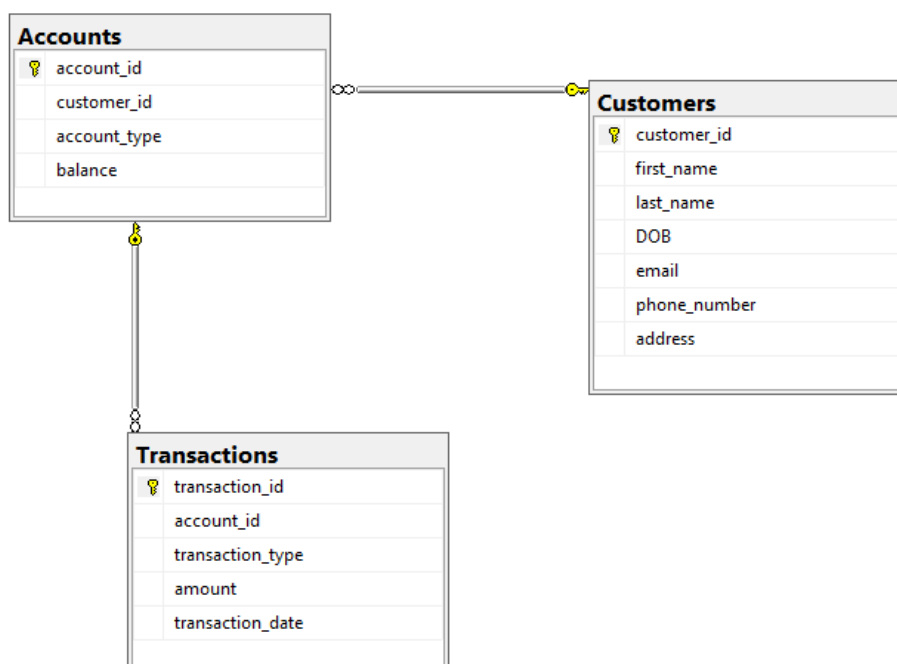 Accounts
account_id
customer_id
account_type
balance
Customers
customer_id
first_name
last_name
DOB
email
phone_number
address
Transactions
transaction_id
account_id
transaction_type
amount
transaction_date